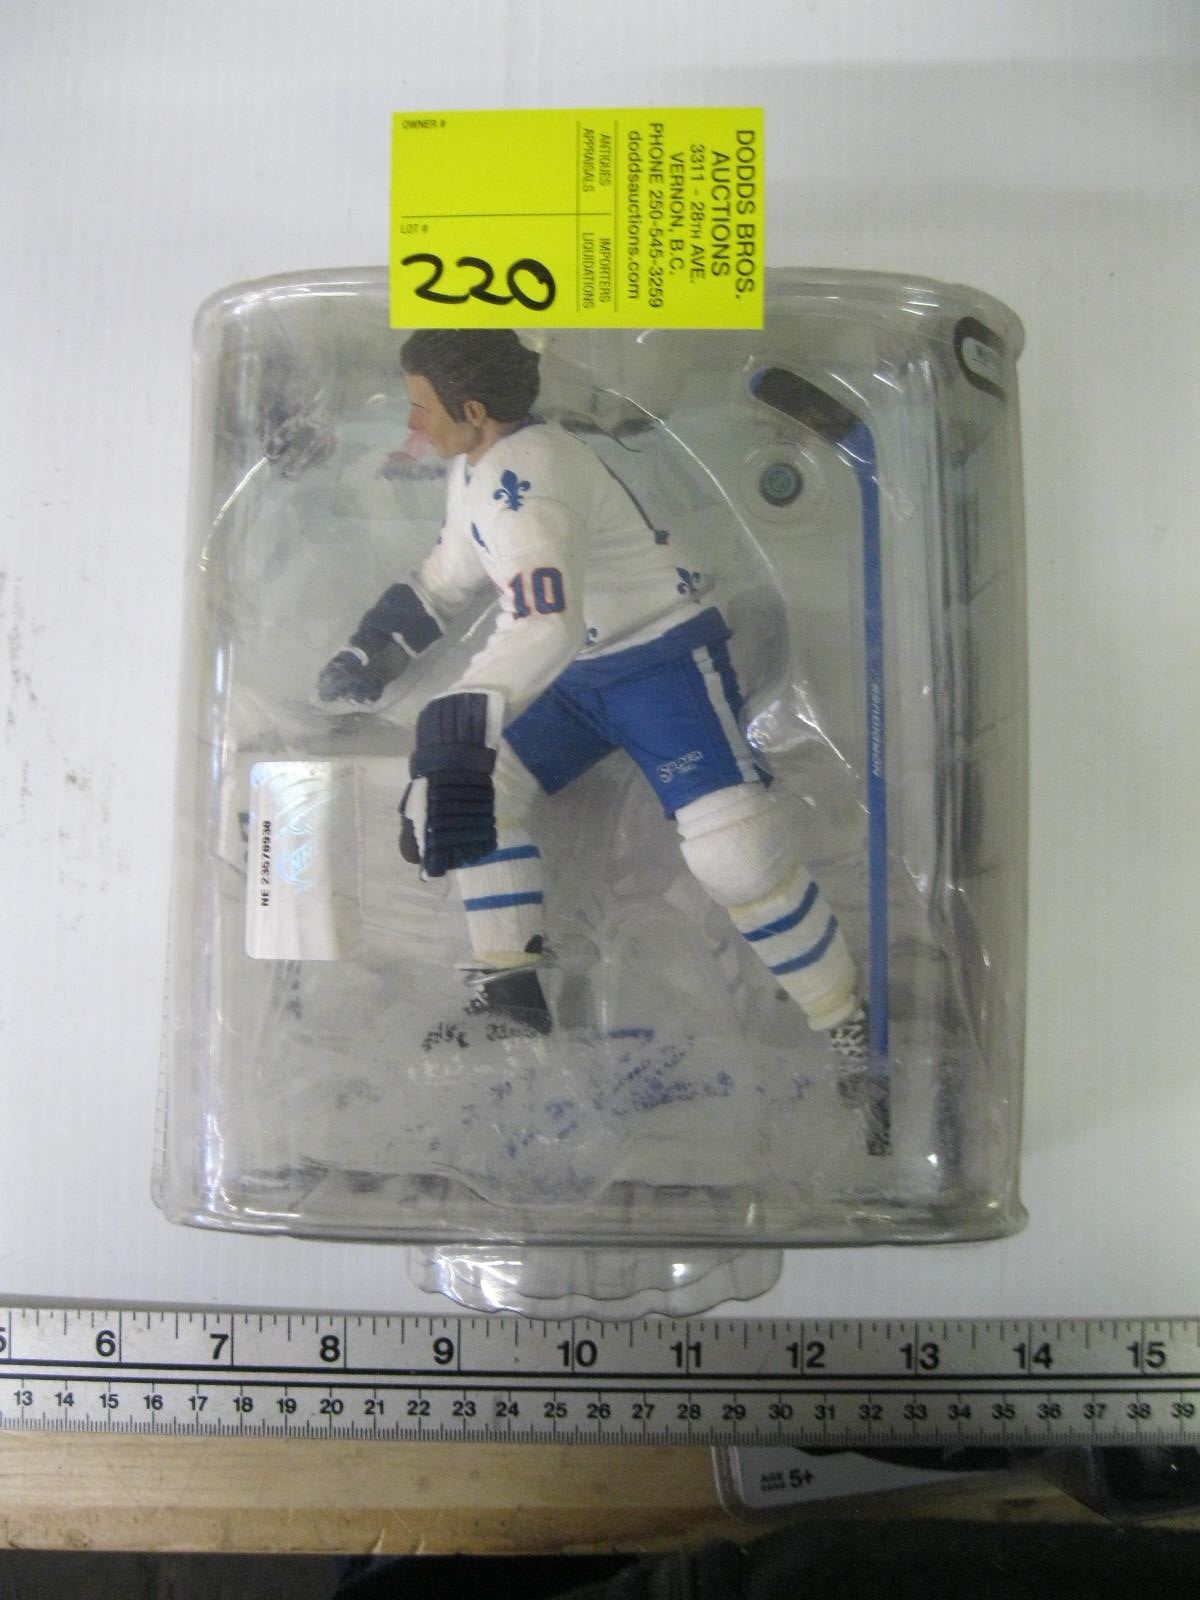 OWNER #
LOT #
220
ANTIQUES
APPRAISALS
IMPORTERS
LIQUIDATIONS
DODDS BROS.
AUCTIONS
3311 - 28TH AVE.
VERNON, B.C.
PHONE 250-545-3259
doddsauctions.com
10
NE 23578938
6 7 8 9 10 11 12 13 14 15
13 14 15 16 17 18 19 20 21 22 23 24 25 26 27 28 29 30 31 32 33 34 35 36 37 38 39
AGE 5+